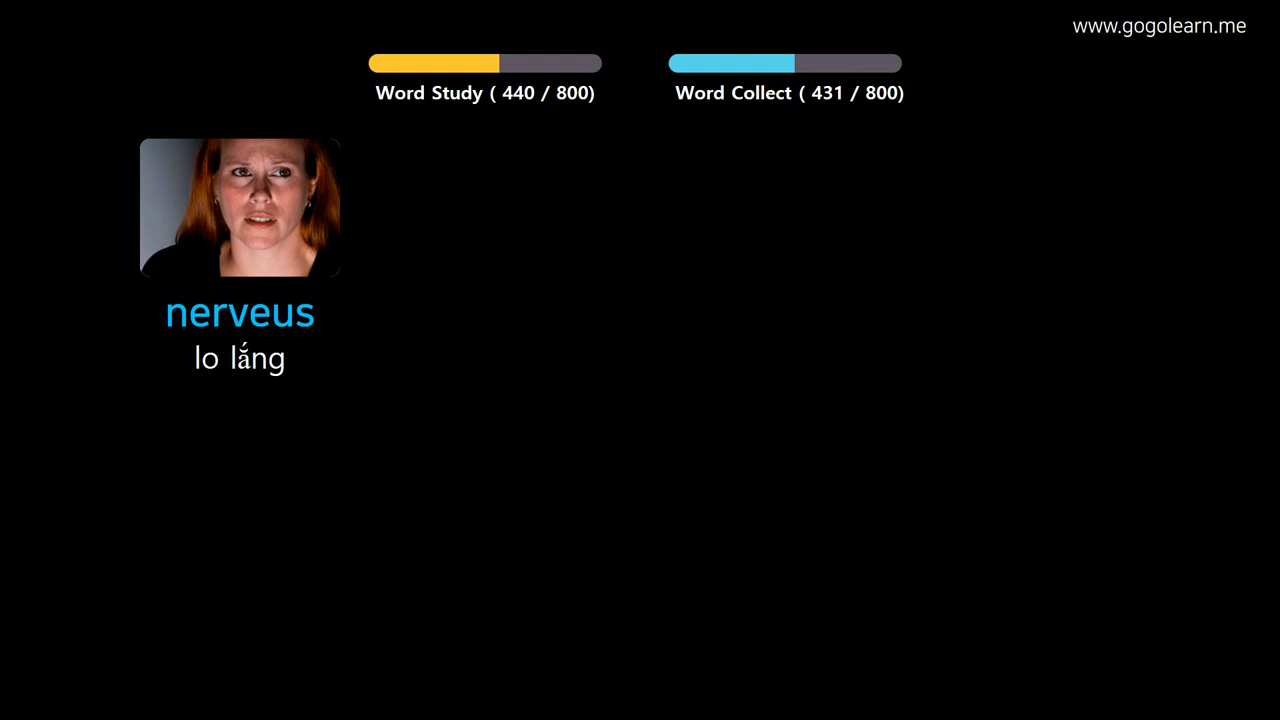 www.gogolearn.me
Word Study ( 440 / 800)
Word Collect ( 431 / 800)
nerveus
lo lắng